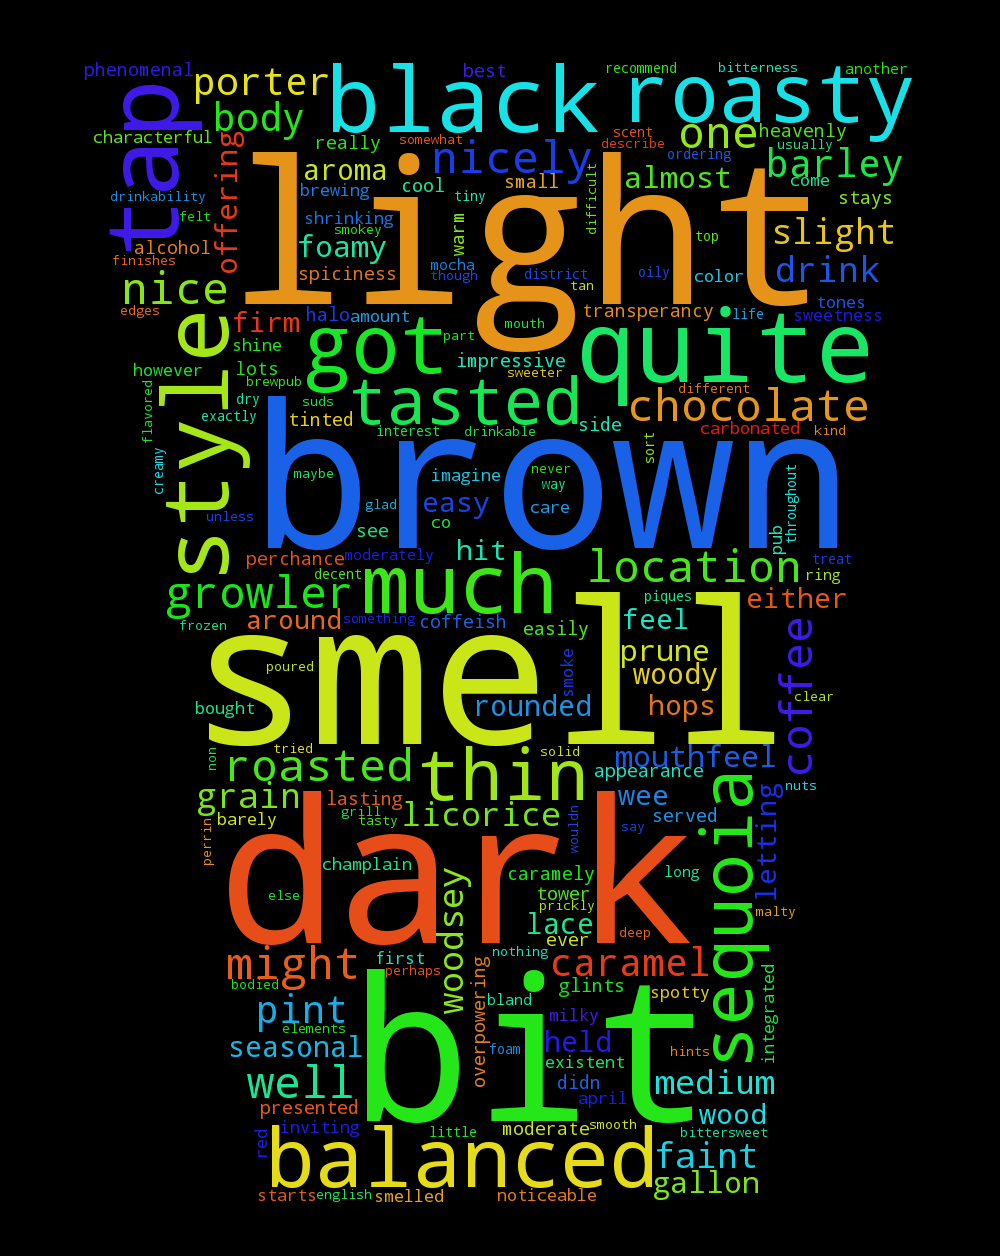 phenomenal
porter
black
best
recommend
bitterness
another
roasty
tap
body
characterful
offering
really
somewhat
nicely
scent
describe
one
heavenly
usually
ordering
barley
aroma
brewing
cool
tiny
small
difficult
almost
come
stays
drinkability
felt
shrinking
smokey
light
warm
top
slight
alcohol
foamy
finishes
spiciness
mocha
though
district
tan
oily
color
drink
nice
edges
halo
amount
transperancy
life
tones
sweetness
firm
got
part
mouth
quite
style
shine
impressive
however
lots
brewpub
sweeter
different
flavored
dry
suds
tasted
chocolate
exactly
tinted
interest
drinkable
side
carbonated
kind
sort
creamy
brown
maybe
imagine
never
way
throughout
unless
glad
easy
care
co
see
pub
perchance
moderately
hit
location
treat
decent
much
ring
growler
piques
either
frozen
around
something
coffeish
easily
feel
coffee
smell
poured
smoke
prune
woody
clear
bought
rounded
hops
tried
solid
mouthfeel
non
roasted
thin
appearance
sequoia
nuts
grain
lasting
wee
letting
grill
tasty
licorice
served
barely
perrin
wouldn
say
dark
champlain
caramely
long
else
woodsey
tower
prickly
malty
lace
ever
deep
might
first
perhaps
nothing
caramel
bodied
overpowering
glints
spotty
integrated
pint
bit
bland
milky
elements
seasonal
foam
held
hints
existent
well
didn
medium
april
presented
wood
red
inviting
little
moderate
smooth
bittersweet
balanced
faint
gallon
starts
english
smelled
noticeable